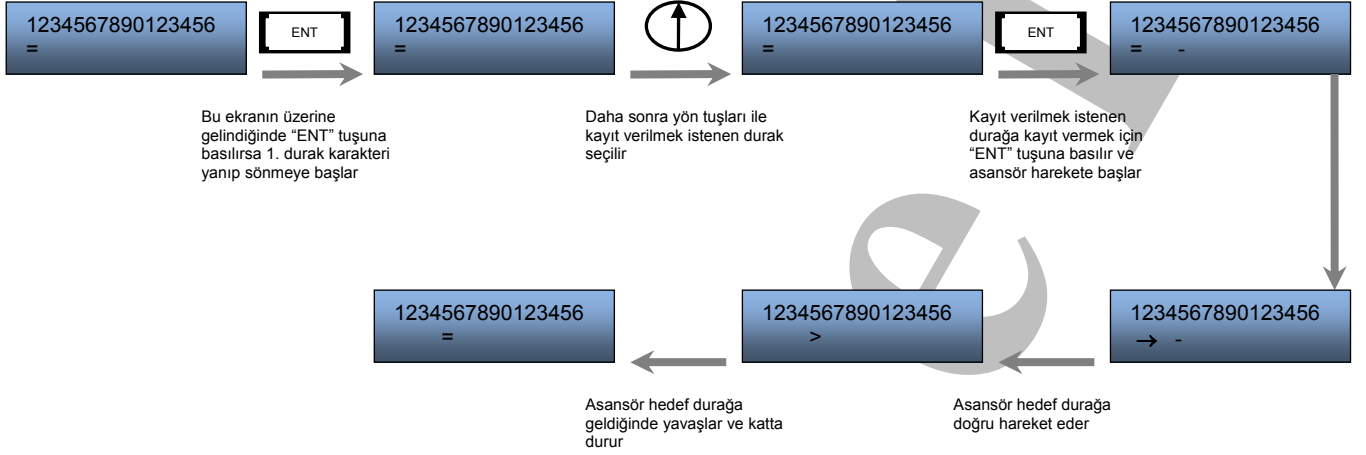 1234567890123456
=
ENT
1234567890123456
=
1234567890123456
=
ENT
1234567890123456
= -
Bu ekranın üzerine
gelindiğinde “ENT” tuşuna
basılırsa 1. durak karakteri
yanıp sönmeye başlar
Daha sonra yön tuşları ile
kayıt verilmek istenen durak
seçilir
Kayıt verilmek istenen
durağa kayıt vermek için
“ENT” tuşuna basılır ve
asansör harekete başlar
1234567890123456
→ -
Asansör hedef durağa
doğru hareket eder
1234567890123456
>
Asansör hedef durağa
geldiğinde yavaşlar ve katta
durur
1234567890123456
=